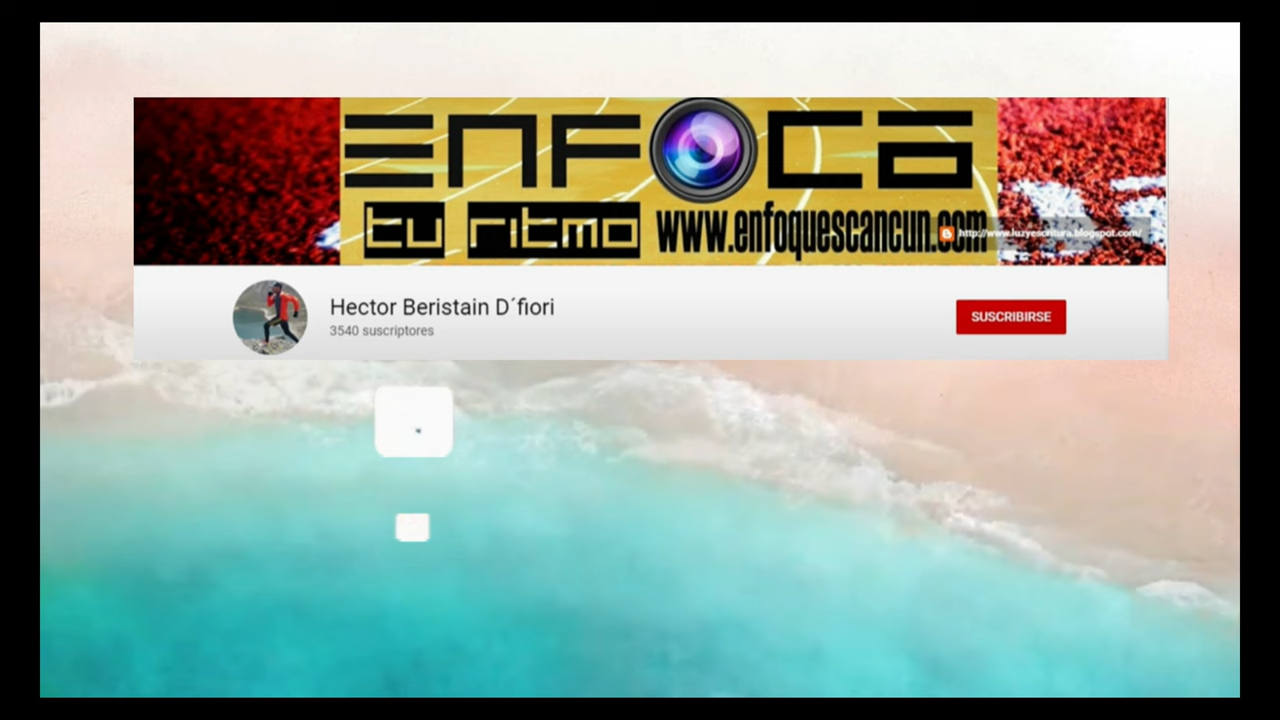 ENFOCA
tu ritmo www.enfoquescancun.com
http://www.luzyescritura.blogspot.com/
Hector Beristain D´fiori
3540 suscriptores
SUSCRIBIRSE